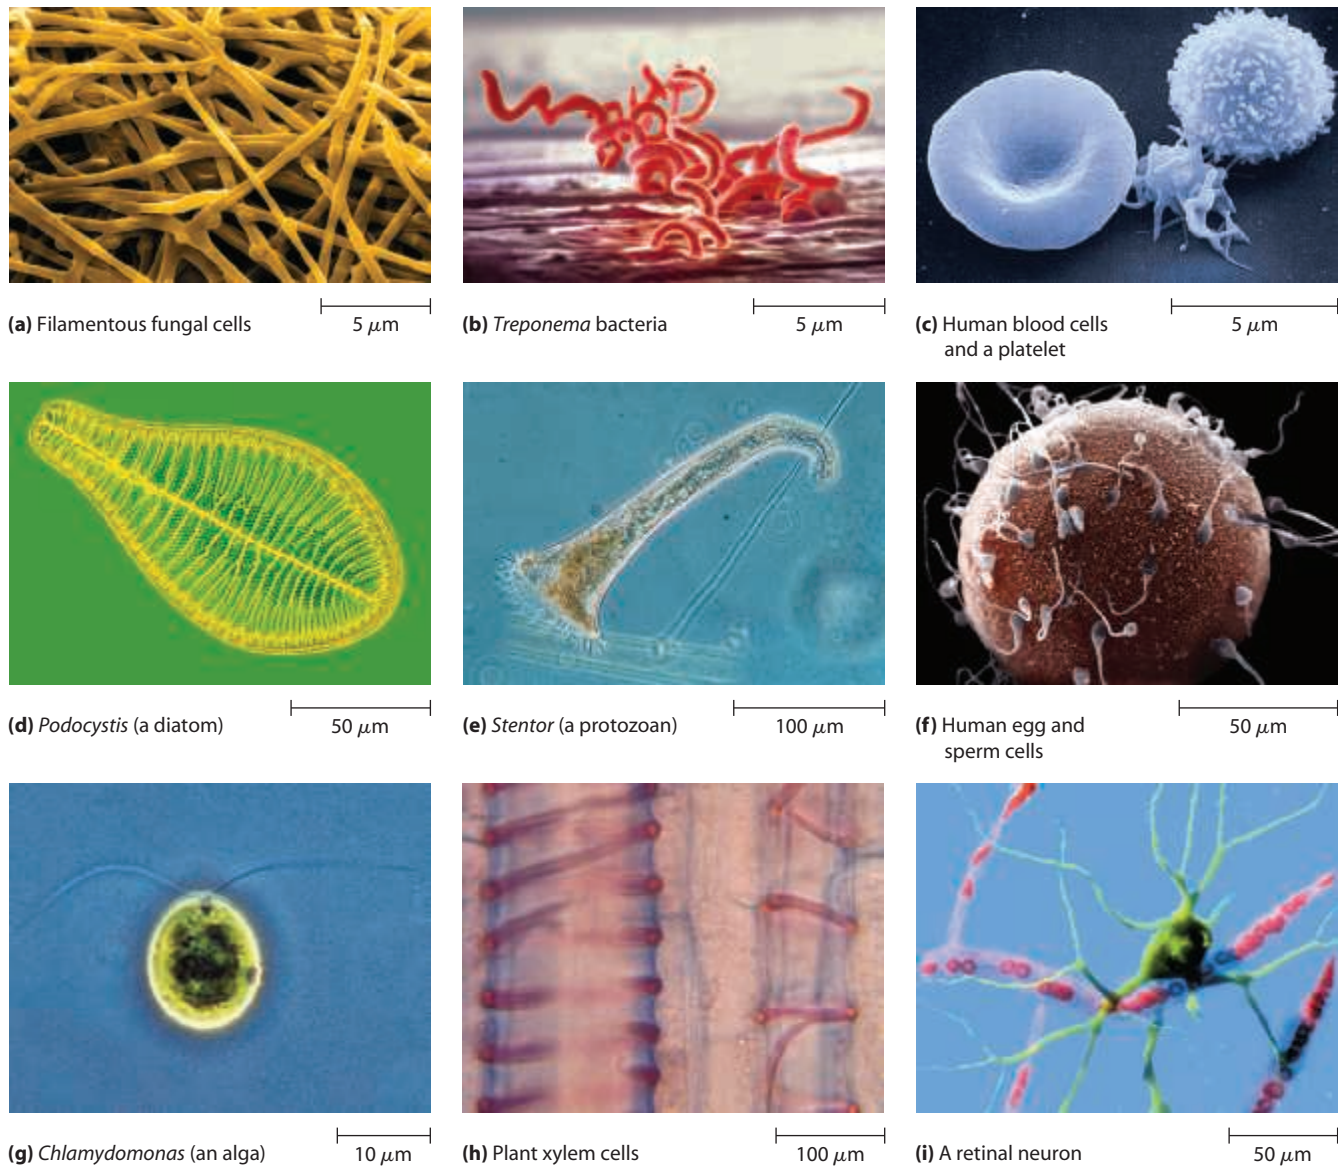 5 μm
(a) Filamentous fungal cells
5 μm
(b) Treponema bacteria
5 μm
(c) Human blood cells
and a platelet
50 μm
(d) Podocystis (a diatom)
100 μm
(e) Stentor (a protozoan)
50 μm
(f) Human egg and
sperm cells
10 μm
(g) Chlamydomonas (an alga)
100 μm
(h) Plant xylem cells
50 μm
(i) A retinal neuron